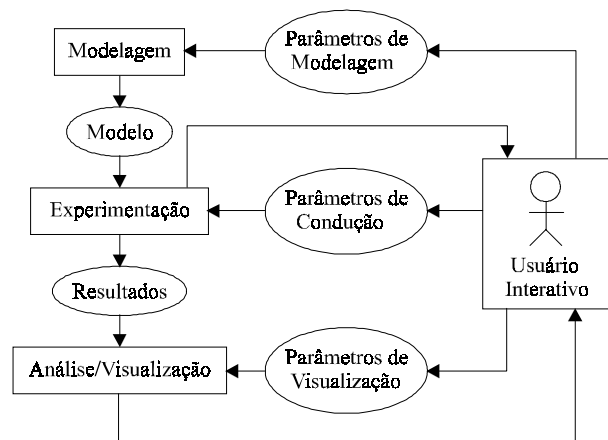 Modelagem
Parâmetros de
Modelagem
Modelo
Experimentação
Parâmetros de
Condução
Usuário
Interativo
Resultados
Análise/Visualização
Parâmetros de
Visualização